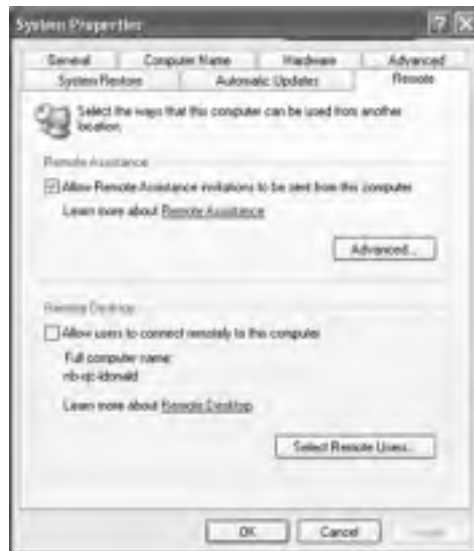 System Properties
General Computer Name Hardware Advanced
System Restore Automatic Updates Remote
Select the ways that this computer can be used from another
location.
Remote Assistance
Allow Remote Assistance invitations to be sent from this computer
Learn more about Remote Assistance
Advanced...
Remote Desktop
Allow users to connect remotely to this computer
Full computer name:
Learn more about Remote Desktop
Select Remote Users...
OK Cancel